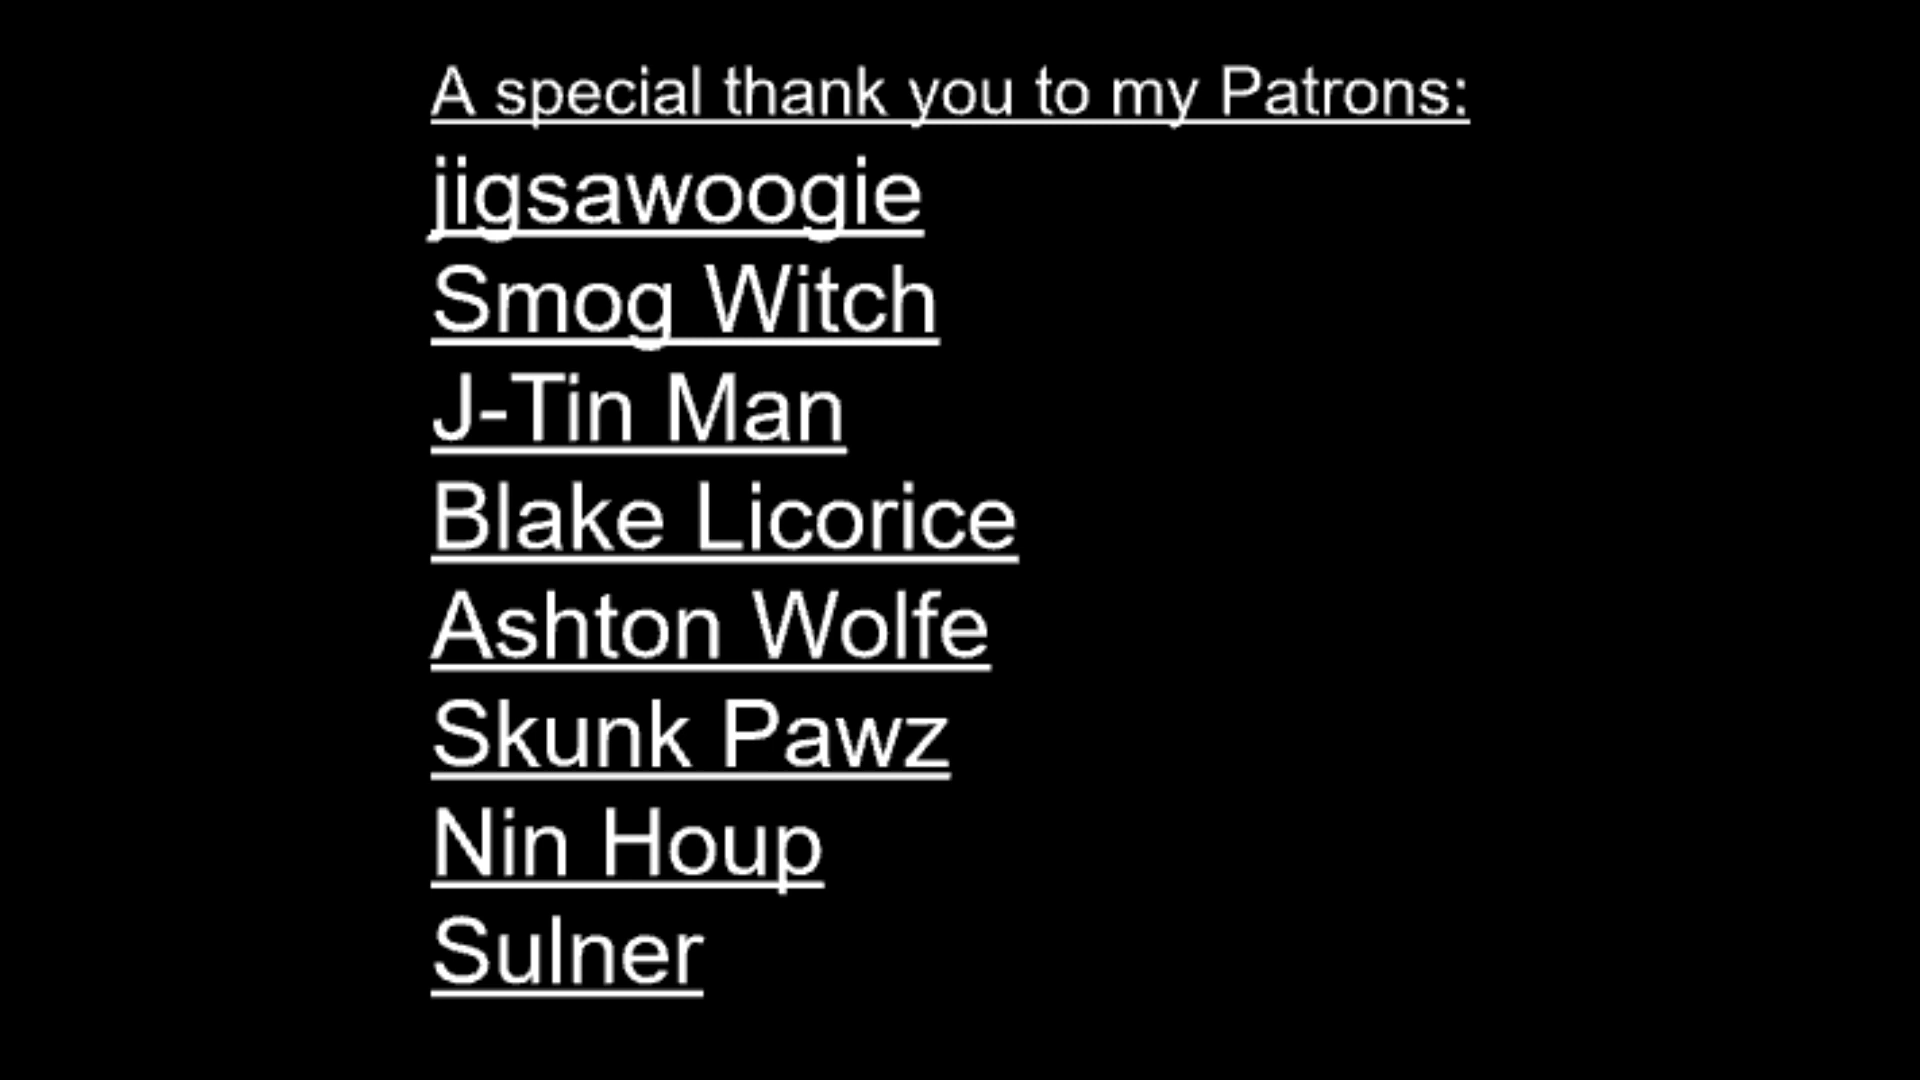 A special thank you to my Patrons:
jigsawoogie
Smog Witch
J-Tin Man
Blake Licorice
Ashton Wolfe
Skunk Pawz
Nin Houp
Sulner